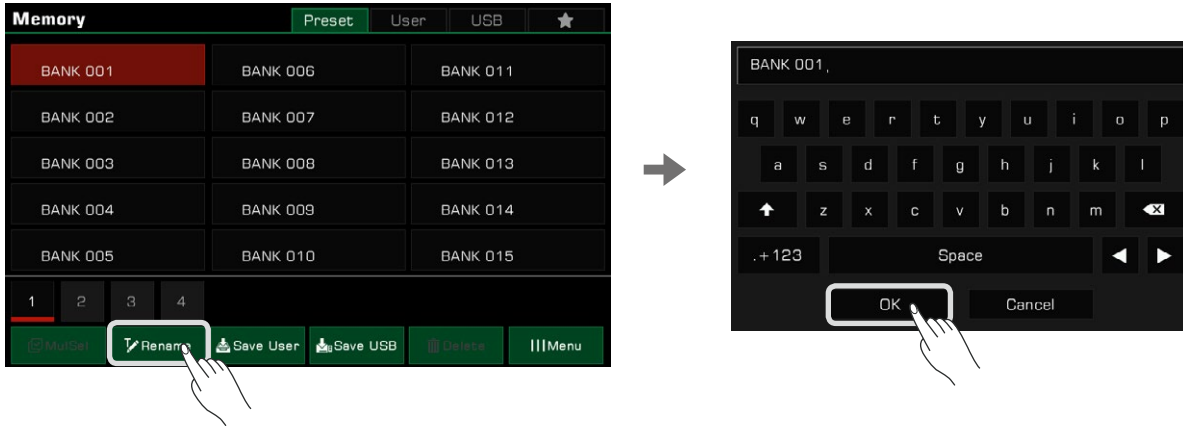 Memory Preset User USB
BANK 001 BANK 006 BANK 011
BANK 002 BANK 007 BANK 012
BANK 003 BANK 008 BANK 013
BANK 004 BANK 009 BANK 014
BANK 005 BANK 010 BANK 015
1 2 3 4
MulSel Rename Save User Save USB Delete Menu
BANK 001,
q w e r t y u i o p
a s d f g h j k l
z x c v b n m
.+123 Space
OK Cancel